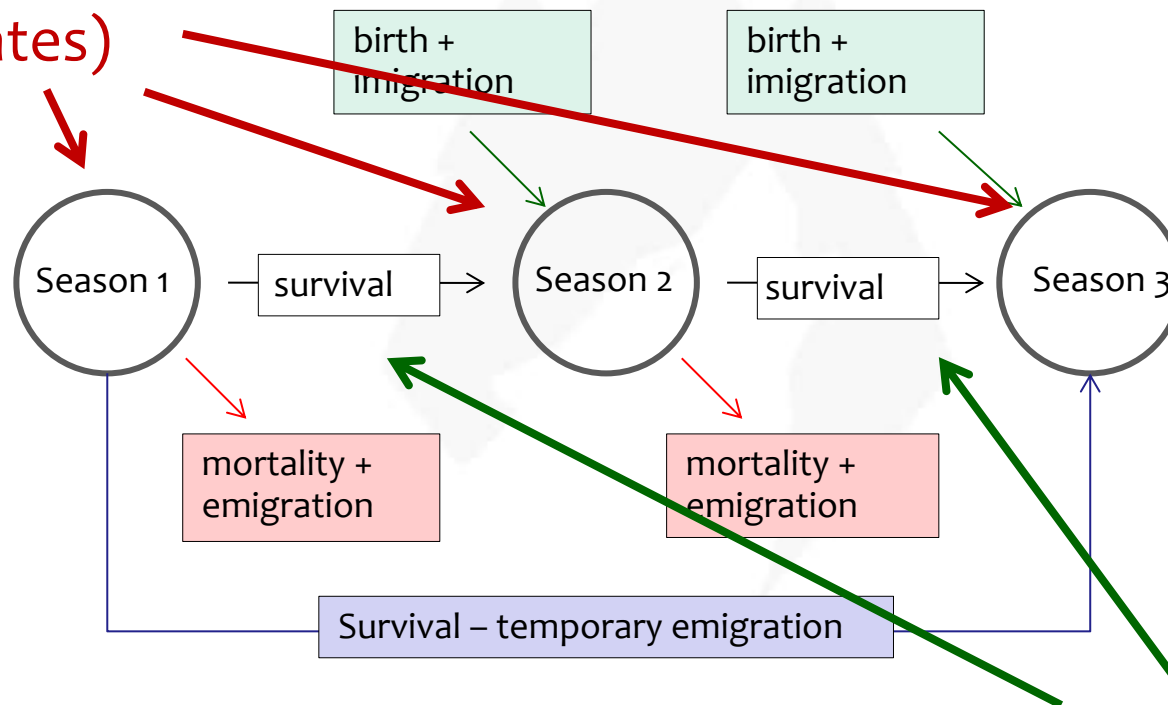 ates)
birth +
imigration
birth +
imigration
Season 1
survival
Season 2
survival
Season 3
mortality +
emigration
mortality +
emigration
Survival – temporary emigration